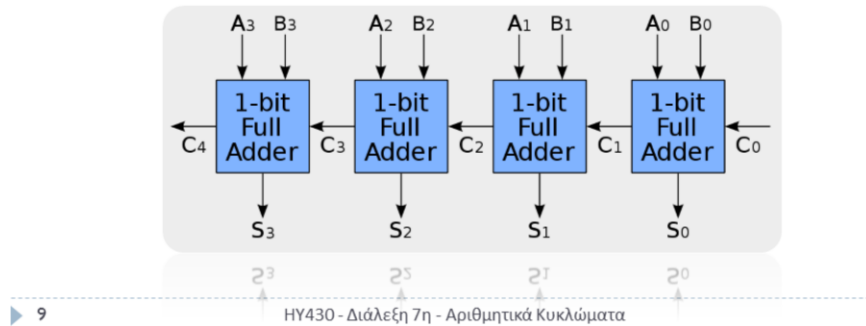 A3 B3 A2 B2 A1 B1 A0 B0
1-bit Full Adder 1-bit Full Adder 1-bit Full Adder 1-bit Full Adder
C4 C3 C2 C1 C0
S3 S2 S1 S0
9 HY430 - Διάλεξη 7η - Αριθμητικά Κυκλώματα